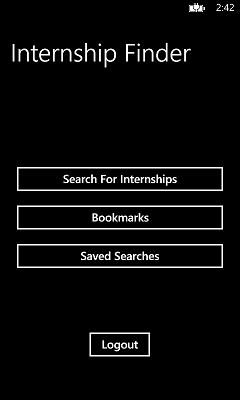 2:42
Internship Finder
Search For Internships
Bookmarks
Saved Searches
Logout